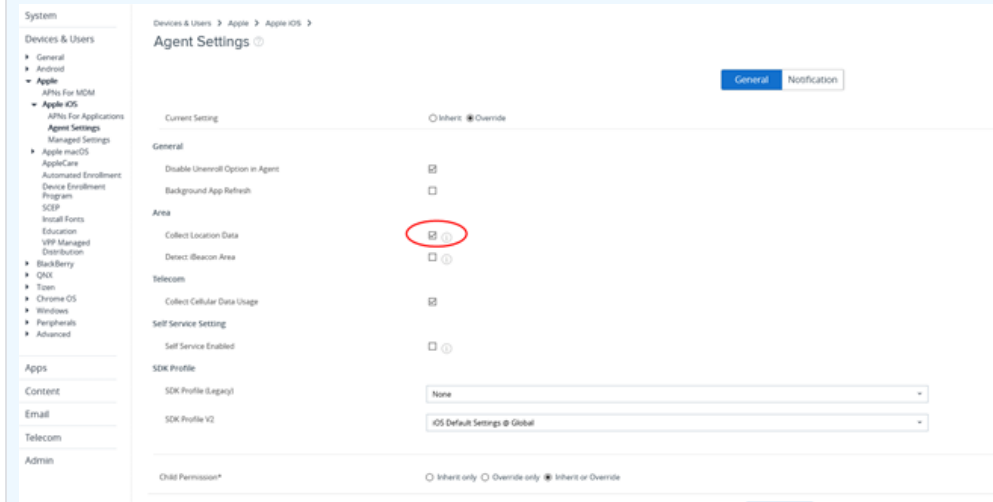 System
Devices & Users
General
Android
Apple
APNs For MDM
Apple iOS
APNs For Applications
Agent Settings
Managed Settings
Apple macOS
AppleCare
Automated Enrollment
Device Enrollment
Program
SCEP
Install Fonts
Education
VPP Managed
Distribution
BlackBerry
QNX
Tizen
Chrome OS
Windows
Peripherals
Advanced
Apps
Content
Email
Telecom
Admin
Devices & Users > Apple > Apple iOS >
Agent Settings
General Notification
Current Setting Inherit Override
General
Disable Unenroll Option in Agent
Background App Refresh
Area
Collect Location Data
Detect iBeacon Area
Telecom
Collect Cellular Data Usage
Self Service Setting
Self Service Enabled
SDK Profile
SDK Profile (Legacy) None
SDK Profile V2 iOS Default Settings @ Global
Child Permission* Inherit only Override only Inherit or Override